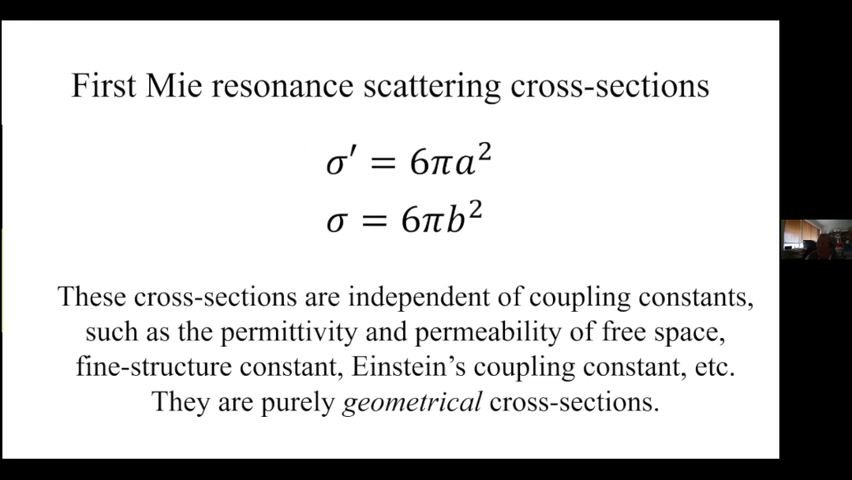 First Mie resonance scattering cross-sections
𝜎′ = 6𝜋𝑎²
𝜎 = 6𝜋𝑏²
These cross-sections are independent of coupling constants,
such as the permittivity and permeability of free space,
fine-structure constant, Einstein's coupling constant, etc.
They are purely geometrical cross-sections.